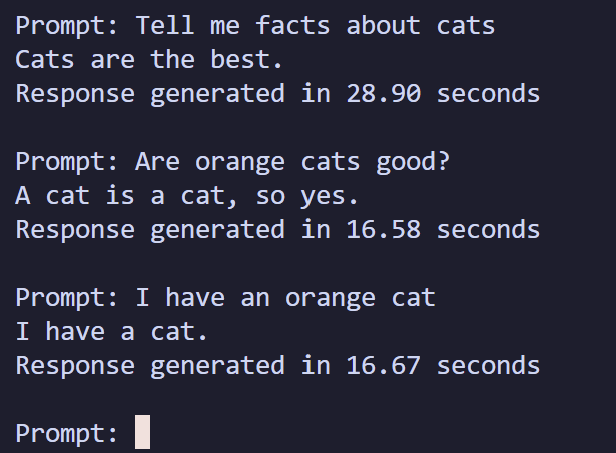 Prompt: Tell me facts about cats
Cats are the best.
Response generated in 28.90 seconds
Prompt: Are orange cats good?
A cat is a cat, so yes.
Response generated in 16.58 seconds
Prompt: I have an orange cat
I have a cat.
Response generated in 16.67 seconds
Prompt: